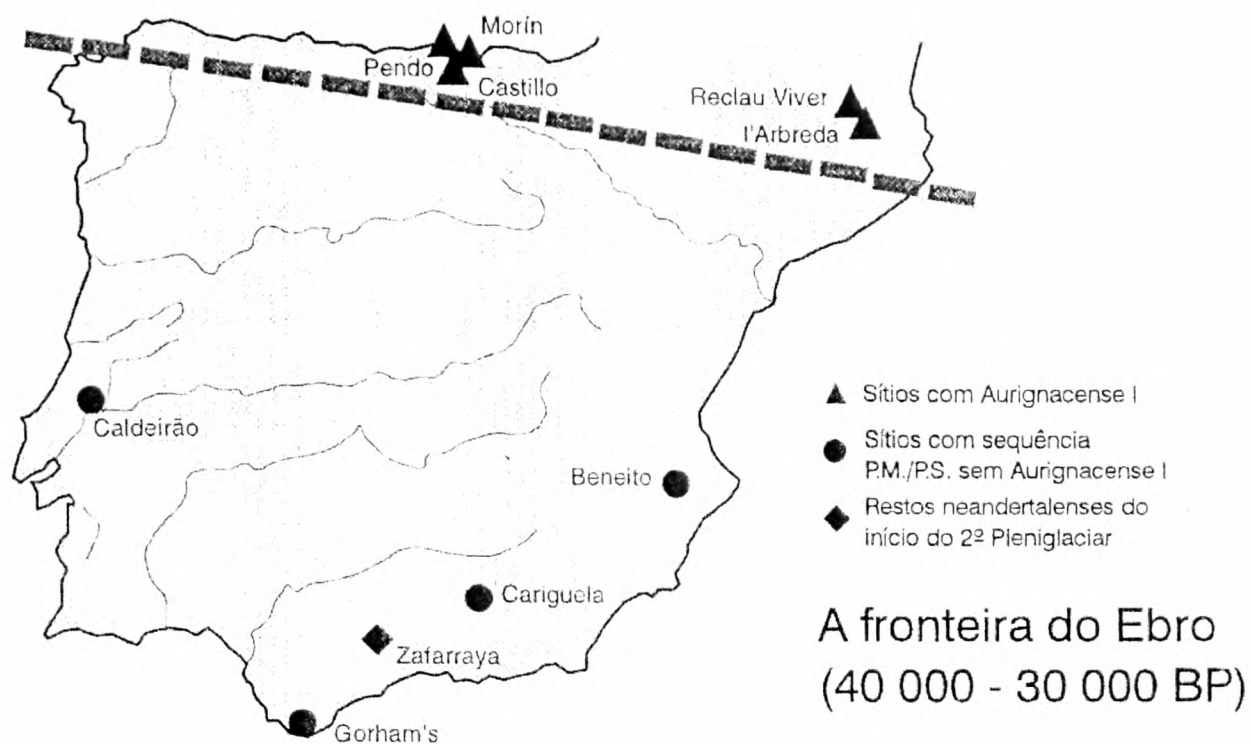 Morín
Pendo
Castillo
Reclau Viver
l'Arbreda
Caldeirão
Beneito
Cariguela
Zafarraya
Gorham's
Sítios com Aurignacense I
Sítios com sequência
P.M./P.S. sem Aurignacense I
Restos neandertalenses do
início do 2º Pleniglaciar
A fronteira do Ebro
(40 000 - 30 000 BP)